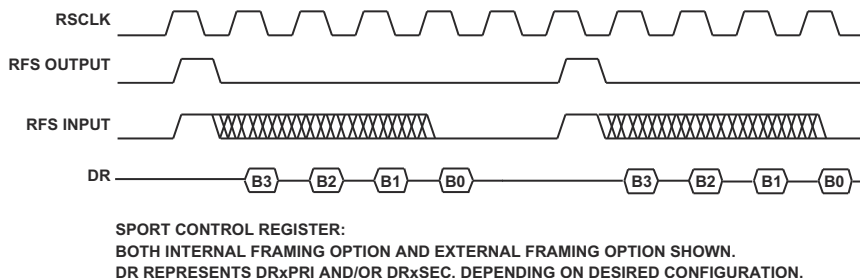 RSCLK
RFS OUTPUT
RFS INPUT
DR B3 B2 B1 B0 B3 B2 B1 B0
SPORT CONTROL REGISTER:
BOTH INTERNAL FRAMING OPTION AND EXTERNAL FRAMING OPTION SHOWN.
DR REPRESENTS DRxPRI AND/OR DRxSEC, DEPENDING ON DESIRED CONFIGURATION.